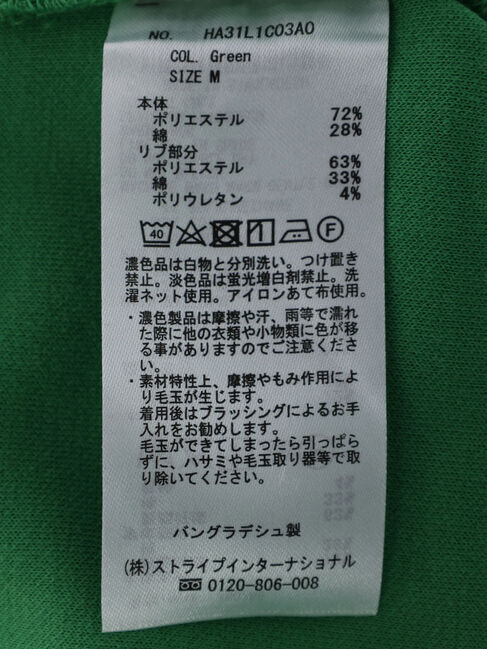 NO. HA31L1C03A0
COL. Green
SIZE M
本体
ポリエステル 72%
綿 28%
リブ部分
ポリエステル 63%
綿 33%
ポリウレタン 4%
40 F
濃色品は白物と分別洗い。つけ置き
禁止。淡色品は蛍光増白剤禁止。洗
濯ネット使用。アイロンあて布使用。
・濃色製品は摩擦や汗、雨等で濡れ
た際に他の衣類や小物類に色が移
る事がありますのでご注意くださ
い。
・素材特性上、摩擦やもみ作用によ
り毛玉が生じます。
着用後はブラッシングによるお手
入れをお勧めします。
毛玉ができてしまったら引っぱら
ずに、ハサミや毛玉取り器等で取
り除いてください。
バングラデシュ製
(株)ストライプインターナショナル
0120-806-008